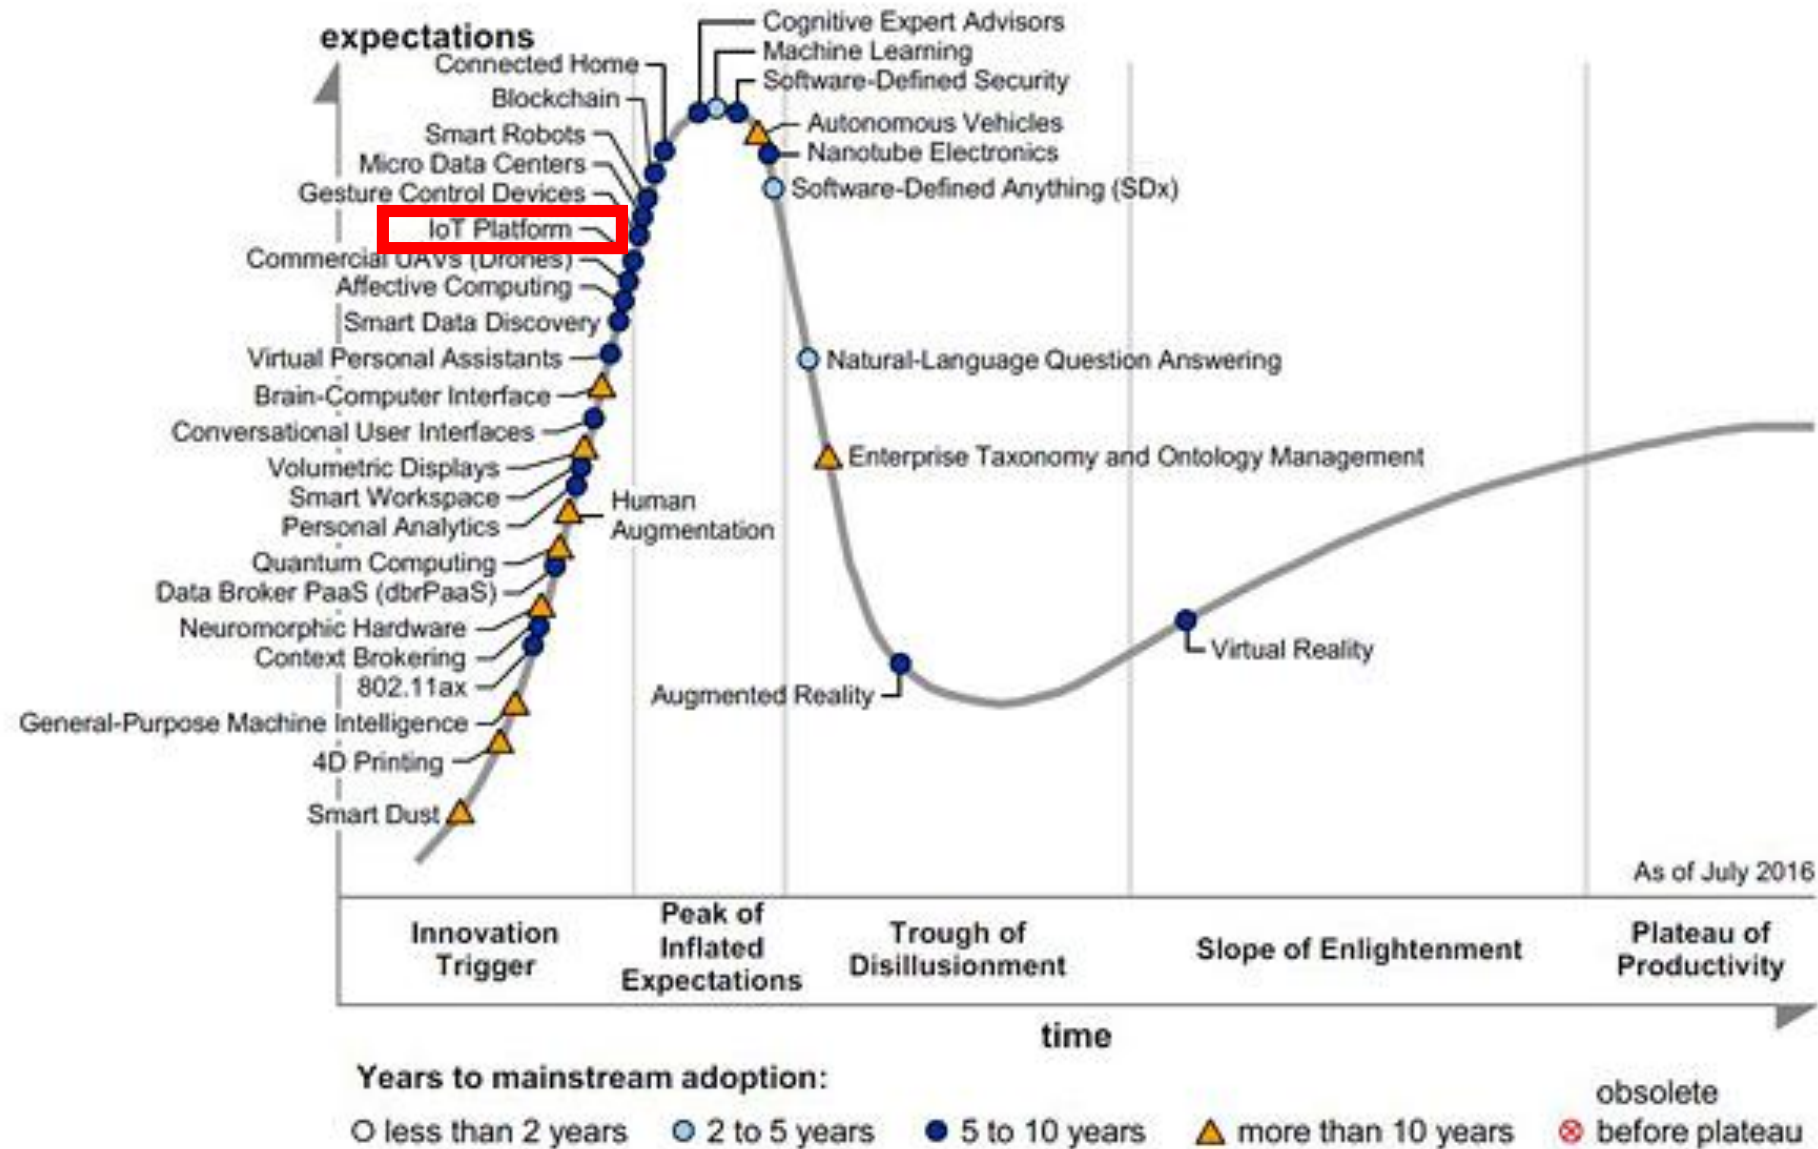 expectations
Cognitive Expert Advisors
Machine Learning
Connected Home
Software-Defined Security
Blockchain
Smart Robots
Autonomous Vehicles
Micro Data Centers
Nanotube Electronics
Gesture Control Devices
Software-Defined Anything (SDx)
IoT Platform
Commercial UAVs (Drones)
Affective Computing
Smart Data Discovery
Virtual Personal Assistants
Natural-Language Question Answering
Brain-Computer Interface
Conversational User Interfaces
Enterprise Taxonomy and Ontology Management
Volumetric Displays
Smart Workspace
Human
Augmentation
Personal Analytics
Quantum Computing
Data Broker PaaS (dbrPaaS)
Neuromorphic Hardware
Context Brokering
Virtual Reality
802.11ax
Augmented Reality
General-Purpose Machine Intelligence
4D Printing
Smart Dust
As of July 2016
Innovation
Trigger
Peak of
Inflated
Expectations
Trough of
Disillusionment
Slope of Enlightenment
Plateau of
Productivity
time
Years to mainstream adoption:
less than 2 years
2 to 5 years
5 to 10 years
more than 10 years
obsolete
before plateau